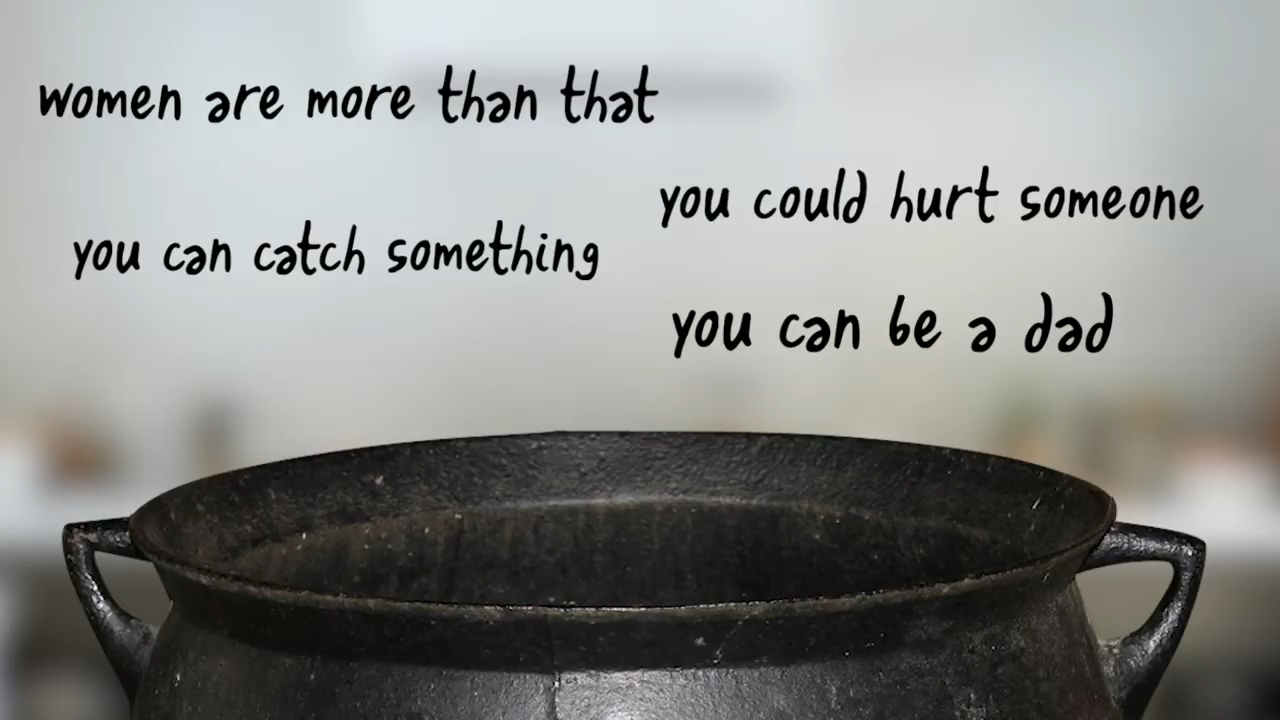 women are more than that
you could hurt someone
you can catch something
you can be a dad